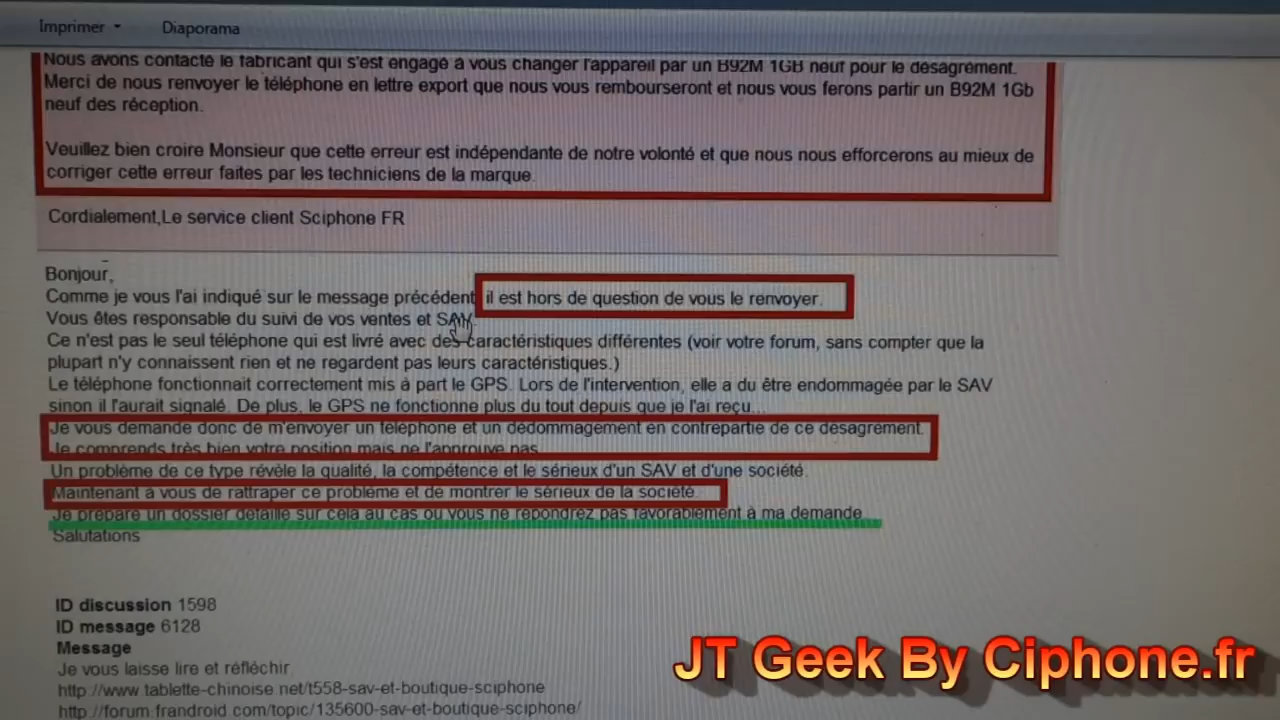 Imprimer Diaporama
Nous avons contacté le fabricant qui s'est engagé à vous changer l'appareil par un B92M 1GB neuf pour le désagrément.
Merci de nous renvoyer le téléphone en lettre export que nous vous rembourseront et nous vous ferons partir un B92M 1Gb
neuf des réception.
Veuillez bien croire Monsieur que cette erreur est indépendante de notre volonté et que nous nous efforcerons au mieux de
corriger cette erreur faites par les techniciens de la marque.
Cordialement,Le service client Sciphone FR
Bonjour,
Comme je vous l'ai indiqué sur le message précédent il est hors de question de vous le renvoyer.
Vous êtes responsable du suivi de vos ventes et SAV.
Ce n'est pas le seul téléphone qui est livré avec des caractéristiques différentes (voir votre forum, sans compter que la
plupart n'y connaissent rien et ne regardent pas leurs caractéristiques.)
Le téléphone fonctionnait correctement mis à part le GPS. Lors de l'intervention, elle a du être endommagée par le SAV
sinon il l'aurait signalé. De plus, le GPS ne fonctionne plus du tout depuis que je l'ai reçu...
Je vous demande donc de m'envoyer un téléphone et un dédommagement en contrepartie de ce désagrément.
Je comprends très bien votre position mais ne l'approuve pas.
Un problème de ce type révèle la qualité, la compétence et le sérieux d'un SAV et d'une société.
Maintenant à vous de rattraper ce problème et de montrer le sérieux de la société.
Je prépare un dossier détaillé sur cela au cas ou vous ne répondrez pas favorablement à ma demande
Salutations
ID discussion 1598
ID message 6128
Message
Je vous laisse lire et réfléchir
http://www.tablette-chinoise.net/t558-sav-et-boutique-sciphone
http://forum.frandroid.com/topic/135600-sav-et-boutique-sciphone/
JT Geek By Ciphone.fr